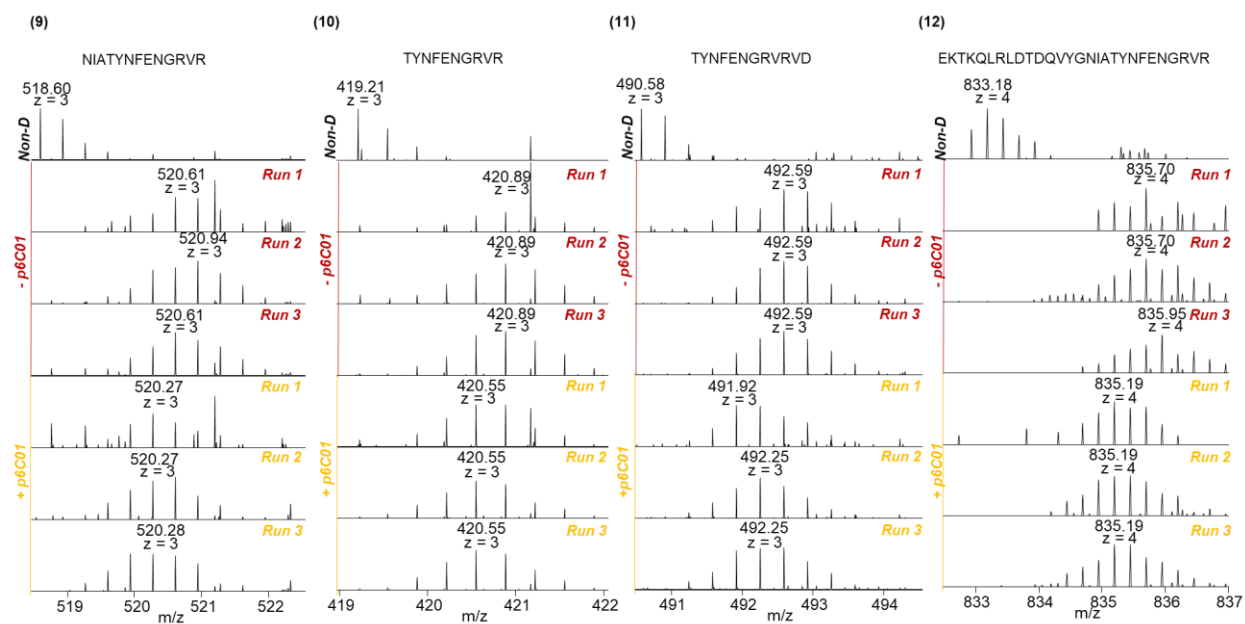 (9)
NIATYNFENGRVR
Non-D
518.60
z = 3
- p6C01
520.61
z = 3
Run 1
520.94
z = 3
Run 2
520.61
z = 3
Run 3
+ p6C01
520.27
z = 3
Run 1
520.27
z = 3
Run 2
520.28
z = 3
Run 3
519 520 521 522
m/z
(10)
TYNFENGRVR
Non-D
419.21
z = 3
- p6C01
420.89
z = 3
Run 1
420.89
z = 3
Run 2
420.89
z = 3
Run 3
+ p6C01
420.55
z = 3
Run 1
420.55
z = 3
Run 2
420.55
z = 3
Run 3
419 420 421 422
m/z
(11)
TYNFENGRVRVD
Non-D
490.58
z = 3
- p6C01
492.59
z = 3
Run 1
492.59
z = 3
Run 2
492.59
z = 3
Run 3
+p6C01
491.92
z = 3
Run 1
492.25
z = 3
Run 2
492.25
z = 3
Run 3
491 492 493 494
m/z
(12)
EKTKQLRLDTDQVYGNIATYNFENGRVR
Non-D
833.18
z = 4
- p6C01
835.70
z = 4
Run 1
835.70
z = 4
Run 2
835.95
z = 4
Run 3
+ p6C01
835.19
z = 4
Run 1
835.19
z = 4
Run 2
835.19
z = 4
Run 3
833 834 835 836 837
m/z